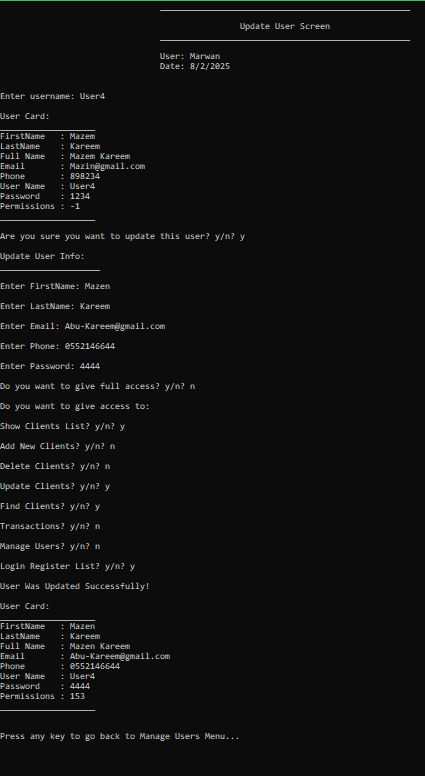 Update User Screen
User: Marwan
Date: 8/2/2025
Enter username: User4
User Card:
FirstName : Mazem
LastName : Kareem
Full Name : Mazem Kareem
Email : Mazin@gmail.com
Phone : 898234
User Name : User4
Password : 1234
Permissions : -1
Are you sure you want to update this user? y/n? y
Update User Info:
Enter FirstName: Mazen
Enter LastName: Kareem
Enter Email: Abu-Kareem@gmail.com
Enter Phone: 0552146644
Enter Password: 4444
Do you want to give full access? y/n? n
Do you want to give access to:
Show Clients List? y/n? y
Add New Clients? y/n? n
Delete Clients? y/n? n
Update Clients? y/n? y
Find Clients? y/n? y
Transactions? y/n? n
Manage Users? y/n? n
Login Register List? y/n? y
User Was Updated Successfully!
User Card:
FirstName : Mazen
LastName : Kareem
Full Name : Mazen Kareem
Email : Abu-Kareem@gmail.com
Phone : 0552146644
User Name : User4
Password : 4444
Permissions : 153
Press any key to go back to Manage Users Menu...